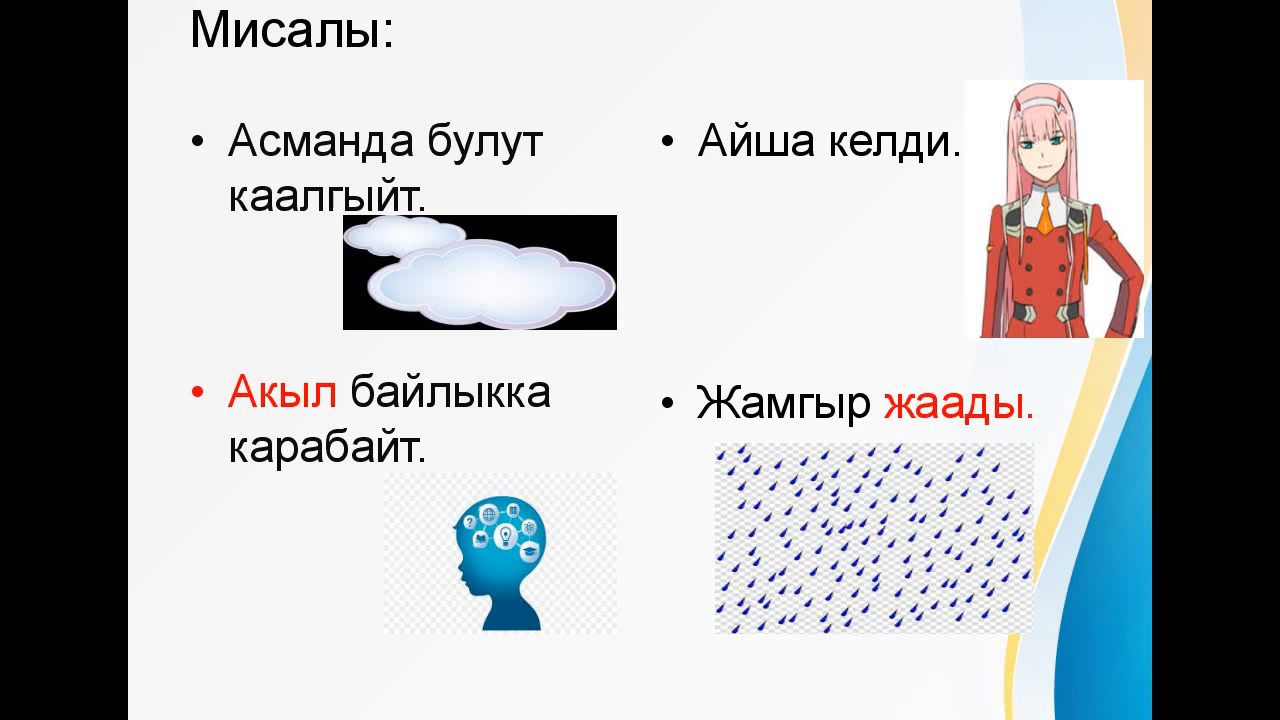 Мисалы:
• Асманда булут
каалгыйт.
• Акыл байлыкка
карабайт.
• Айша келди.
• Жамгыр жаады.